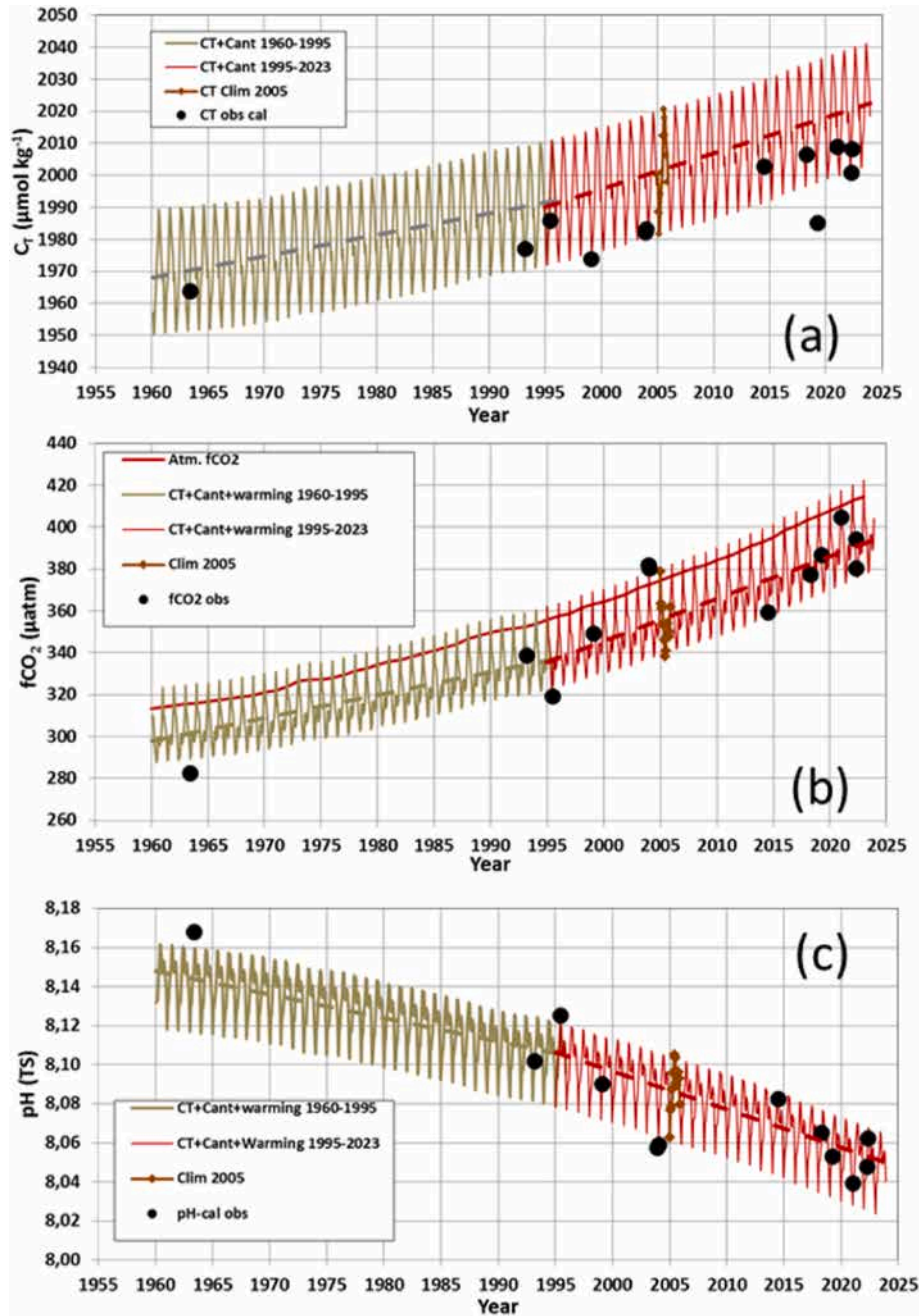 2050
2040
2030
2020
2010
2000
1990
1980
1970
1960
1950
1940
C_T (µmol kg⁻¹)
CT+Cant 1960-1995
CT+Cant 1995-2023
CT Clim 2005
CT obs cal
(a)
1955 1960 1965 1970 1975 1980 1985 1990 1995 2000 2005 2010 2015 2020 2025
Year
440
420
400
380
360
340
320
300
280
260
fCO₂ (µatm)
Atm. fCO2
CT+Cant+warming 1960-1995
CT+Cant+warming 1995-2023
Clim 2005
fCO2 obs
(b)
1955 1960 1965 1970 1975 1980 1985 1990 1995 2000 2005 2010 2015 2020 2025
Year
8,18
8,16
8,14
8,12
8,10
8,08
8,06
8,04
8,02
8,00
pH (TS)
(c)
CT+Cant+warming 1960-1995
CT+Cant+Warming 1995-2023
Clim 2005
pH-cal obs
1955 1960 1965 1970 1975 1980 1985 1990 1995 2000 2005 2010 2015 2020 2025
Year